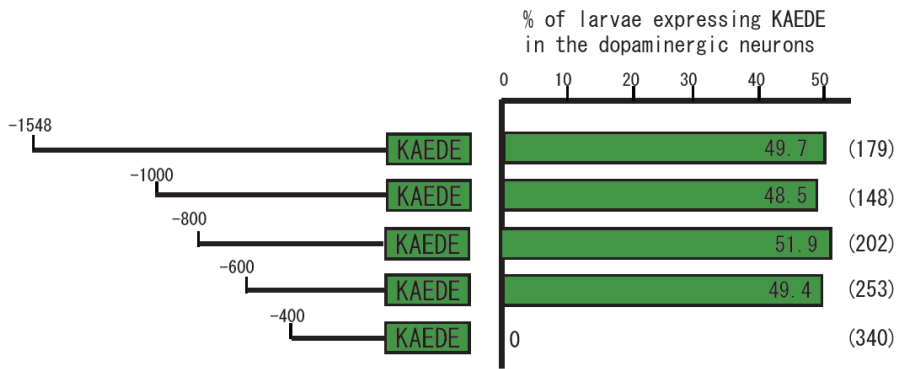 % of larvae expressing KAEDE
in the dopaminergic neurons
0 10 20 30 40 50
-1548 KAEDE 49.7 (179)
-1000 KAEDE 48.5 (148)
-800 KAEDE 51.9 (202)
-600 KAEDE 49.4 (253)
-400 KAEDE 0 (340)